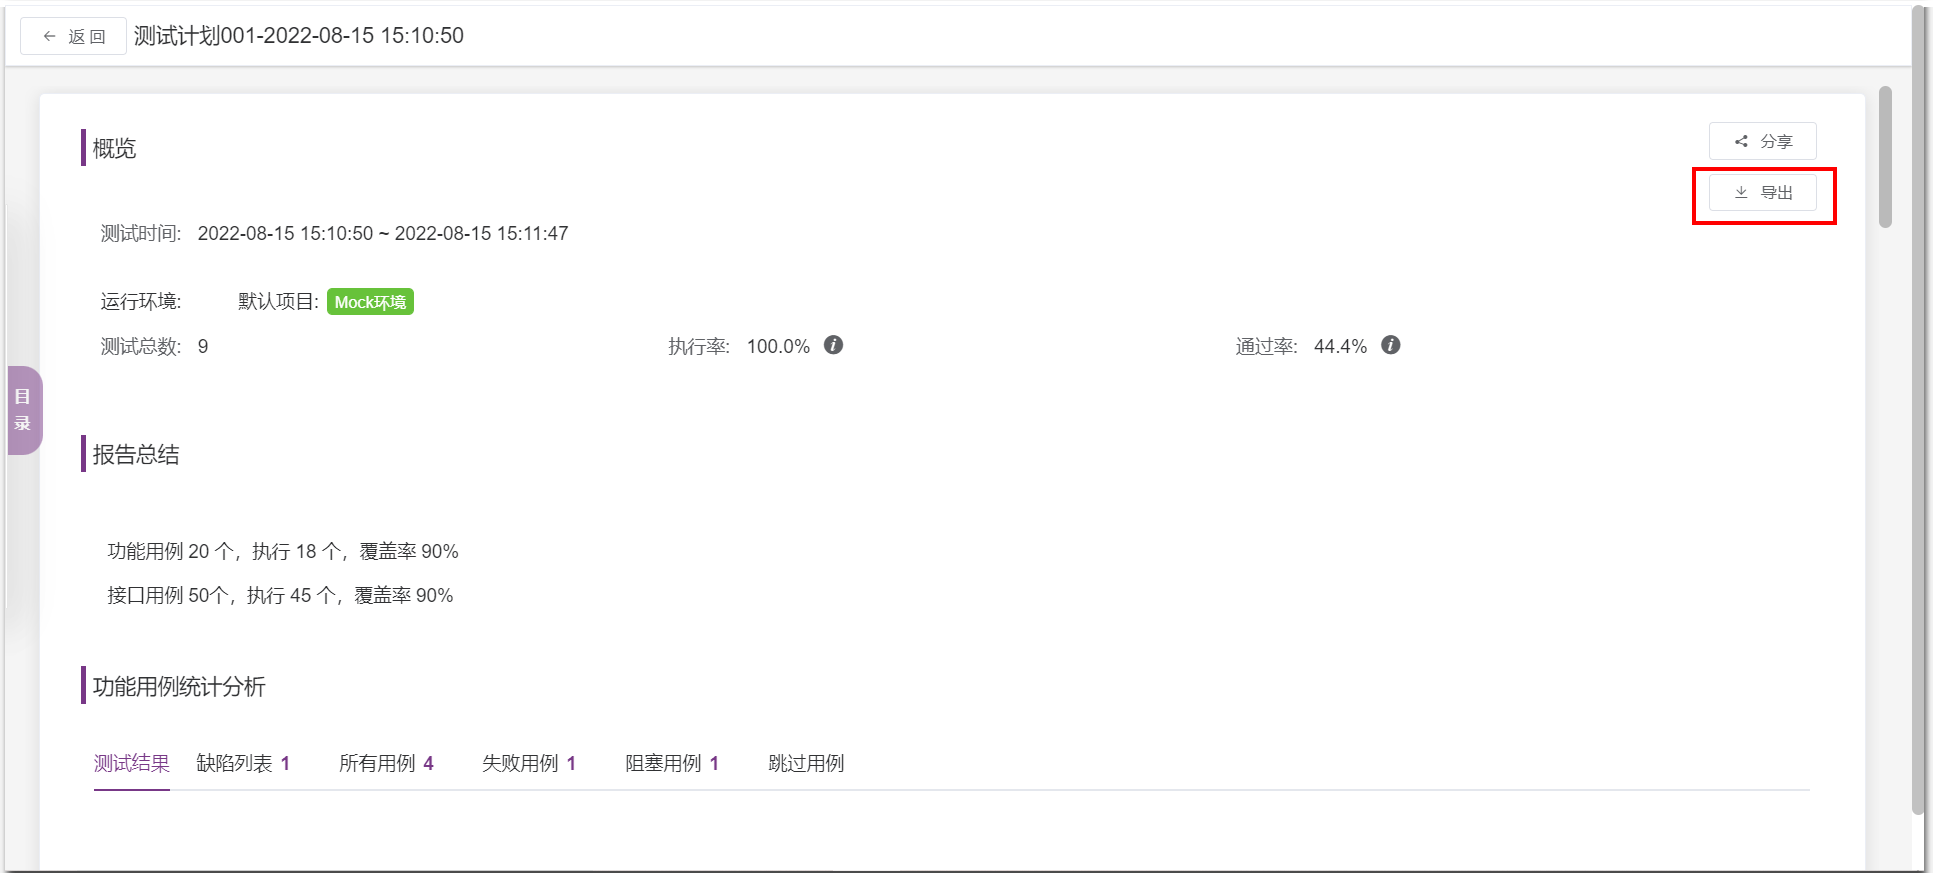 返 回 测试计划001-2022-08-15 15:10:50
概览
分享
导出
测试时间: 2022-08-15 15:10:50 ~ 2022-08-15 15:11:47
运行环境: 默认项目: Mock环境
测试总数: 9 执行率: 100.0% 通过率: 44.4%
目
录
报告总结
功能用例 20 个，执行 18 个，覆盖率 90%
接口用例 50个，执行 45 个，覆盖率 90%
功能用例统计分析
测试结果 缺陷列表 1 所有用例 4 失败用例 1 阻塞用例 1 跳过用例